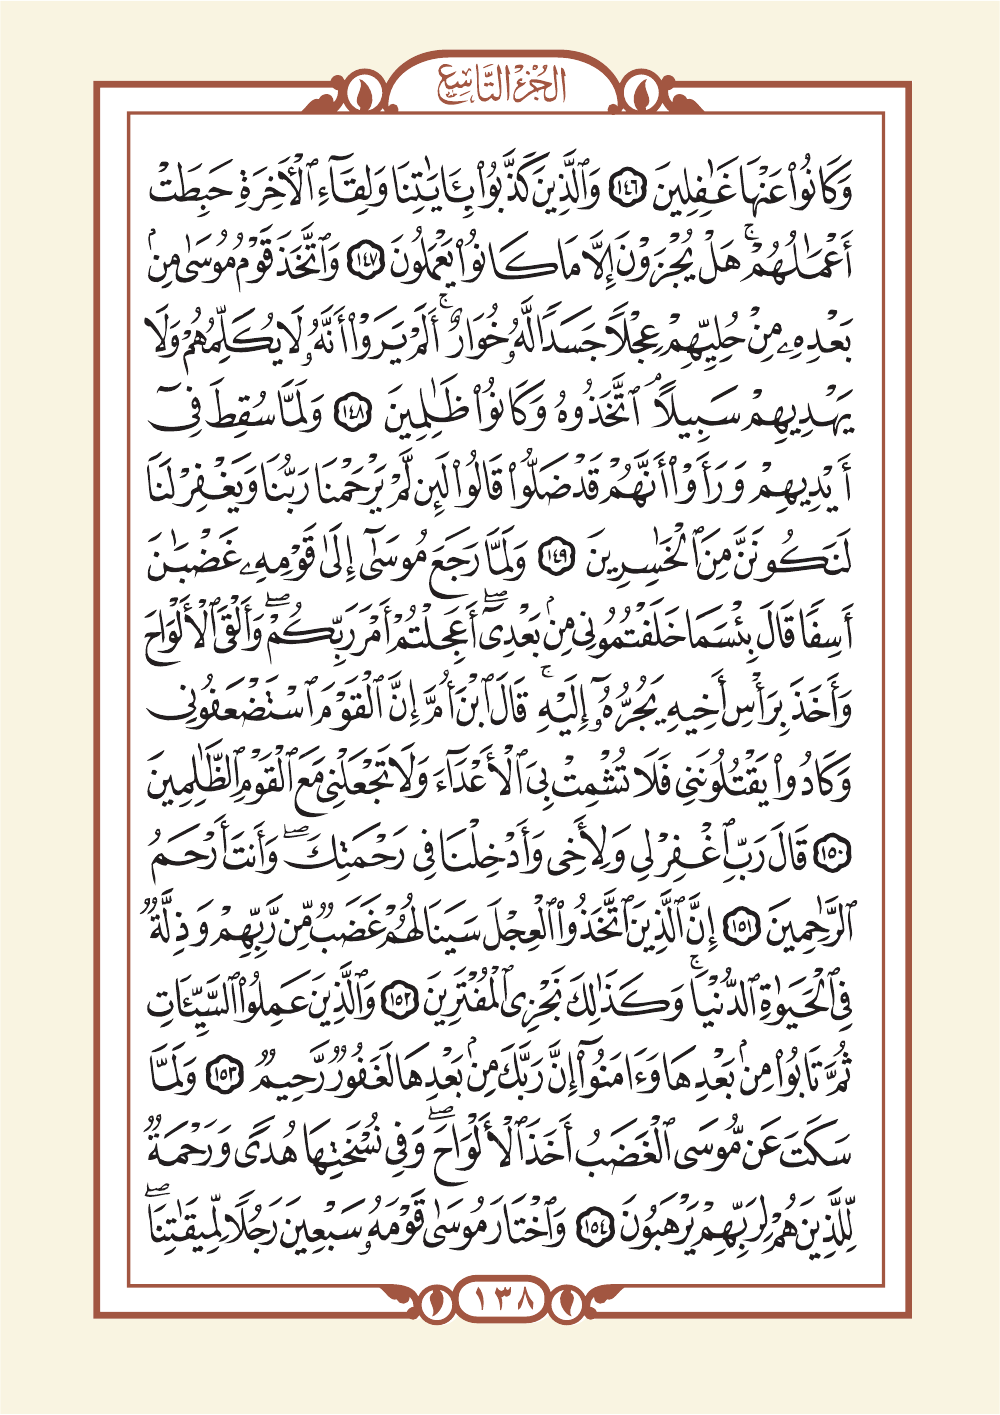 الجُزْءُ التَّاسِع
وَكَانُوا۟ عَنْهَا غَـٰفِلِينَ ١٤٦ وَٱلَّذِينَ كَذَّبُوا۟ بِـَٔايَـٰتِنَا وَلِقَآءِ ٱلْـَٔاخِرَةِ حَبِطَتْ
أَعْمَـٰلُهُمْ ۚ هَلْ يُجْزَوْنَ إِلَّا مَا كَانُوا۟ يَعْمَلُونَ ١٤٧ وَٱتَّخَذَ قَوْمُ مُوسَىٰ مِنۢ
بَعْدِهِۦ مِنْ حُلِيِّهِمْ عِجْلًا جَسَدًا لَّهُۥ خُوَارٌ ۚ أَلَمْ يَرَوْا۟ أَنَّهُۥ لَا يُكَلِّمُهُمْ وَلَا
يَهْدِيهِمْ سَبِيلًا ۘ ٱتَّخَذُوهُ وَكَانُوا۟ ظَـٰلِمِينَ ١٤٨ وَلَمَّا سُقِطَ فِىٓ
أَيْدِيهِمْ وَرَأَوْا۟ أَنَّهُمْ قَدْ ضَلُّوا۟ قَالُوا۟ لَئِن لَّمْ يَرْحَمْنَا رَبُّنَا وَيَغْفِرْ لَنَا
لَنَكُونَنَّ مِنَ ٱلْخَـٰسِرِينَ ١٤٩ وَلَمَّا رَجَعَ مُوسَىٰٓ إِلَىٰ قَوْمِهِۦ غَضْبَـٰنَ
أَسِفًا قَالَ بِئْسَمَا خَلَفْتُمُونِى مِنۢ بَعْدِىٓ ۖ أَعَجِلْتُمْ أَمْرَ رَبِّكُمْ ۖ وَأَلْقَى ٱلْأَلْوَاحَ
وَأَخَذَ بِرَأْسِ أَخِيهِ يَجُرُّهُۥٓ إِلَيْهِ ۚ قَالَ ٱبْنَ أُمَّ إِنَّ ٱلْقَوْمَ ٱسْتَضْعَفُونِى
وَكَادُوا۟ يَقْتُلُونَنِى فَلَا تُشْمِتْ بِىَ ٱلْأَعْدَآءَ وَلَا تَجْعَلْنِى مَعَ ٱلْقَوْمِ ٱلظَّـٰلِمِينَ
١٥٠ قَالَ رَبِّ ٱغْفِرْ لِى وَلِأَخِى وَأَدْخِلْنَا فِى رَحْمَتِكَ ۖ وَأَنتَ أَرْحَمُ
ٱلرَّٰحِمِينَ ١٥١ إِنَّ ٱلَّذِينَ ٱتَّخَذُوا۟ ٱلْعِجْلَ سَيَنَالُهُمْ غَضَبٌ مِّن رَّبِّهِمْ وَذِلَّةٌ
فِى ٱلْحَيَوٰةِ ٱلدُّنْيَا ۚ وَكَذَٰلِكَ نَجْزِى ٱلْمُفْتَرِينَ ١٥٢ وَٱلَّذِينَ عَمِلُوا۟ ٱلسَّيِّـَٔاتِ
ثُمَّ تَابُوا۟ مِنۢ بَعْدِهَا وَءَامَنُوٓا۟ إِنَّ رَبَّكَ مِنۢ بَعْدِهَا لَغَفُورٌ رَّحِيمٌ ١٥٣ وَلَمَّا
سَكَتَ عَن مُّوسَى ٱلْغَضَبُ أَخَذَ ٱلْأَلْوَاحَ ۖ وَفِى نُسْخَتِهَا هُدًى وَرَحْمَةٌ
لِّلَّذِينَ هُمْ لِرَبِّهِمْ يَرْهَبُونَ ١٥٤ وَٱخْتَارَ مُوسَىٰ قَوْمَهُۥ سَبْعِينَ رَجُلًا لِّمِيقَـٰتِنَا ۖ
١٣٨